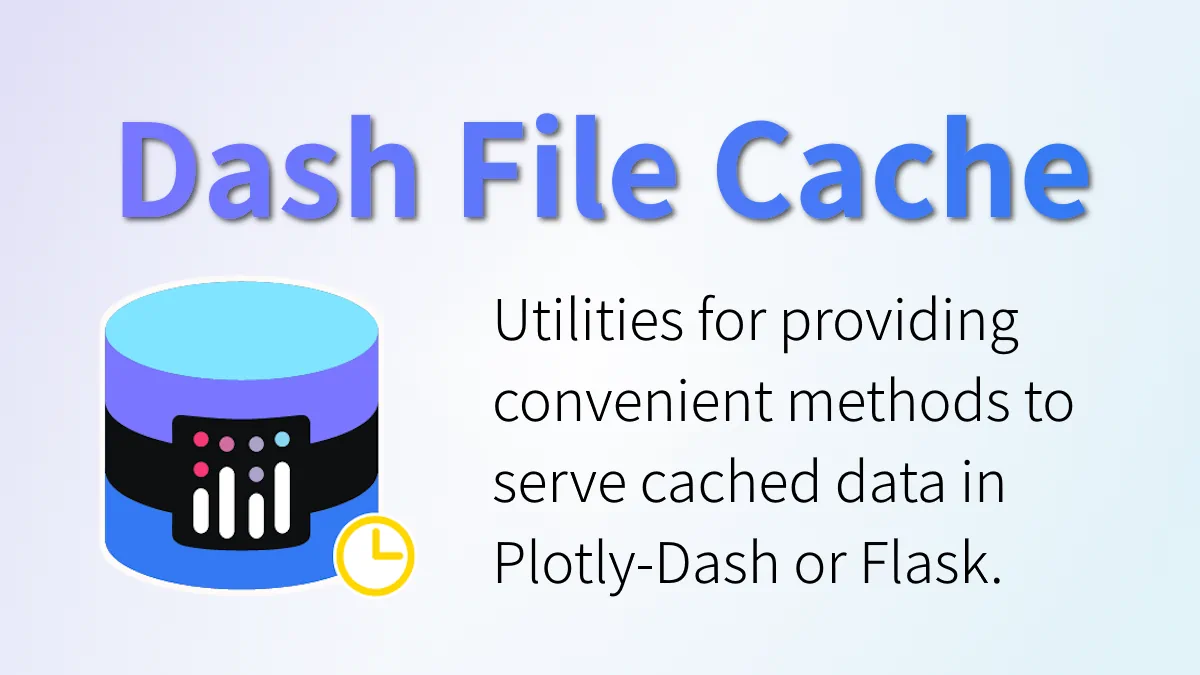 Dash File Cache
Utilities for providing
convenient methods to
serve cached data in
Plotly-Dash or Flask.